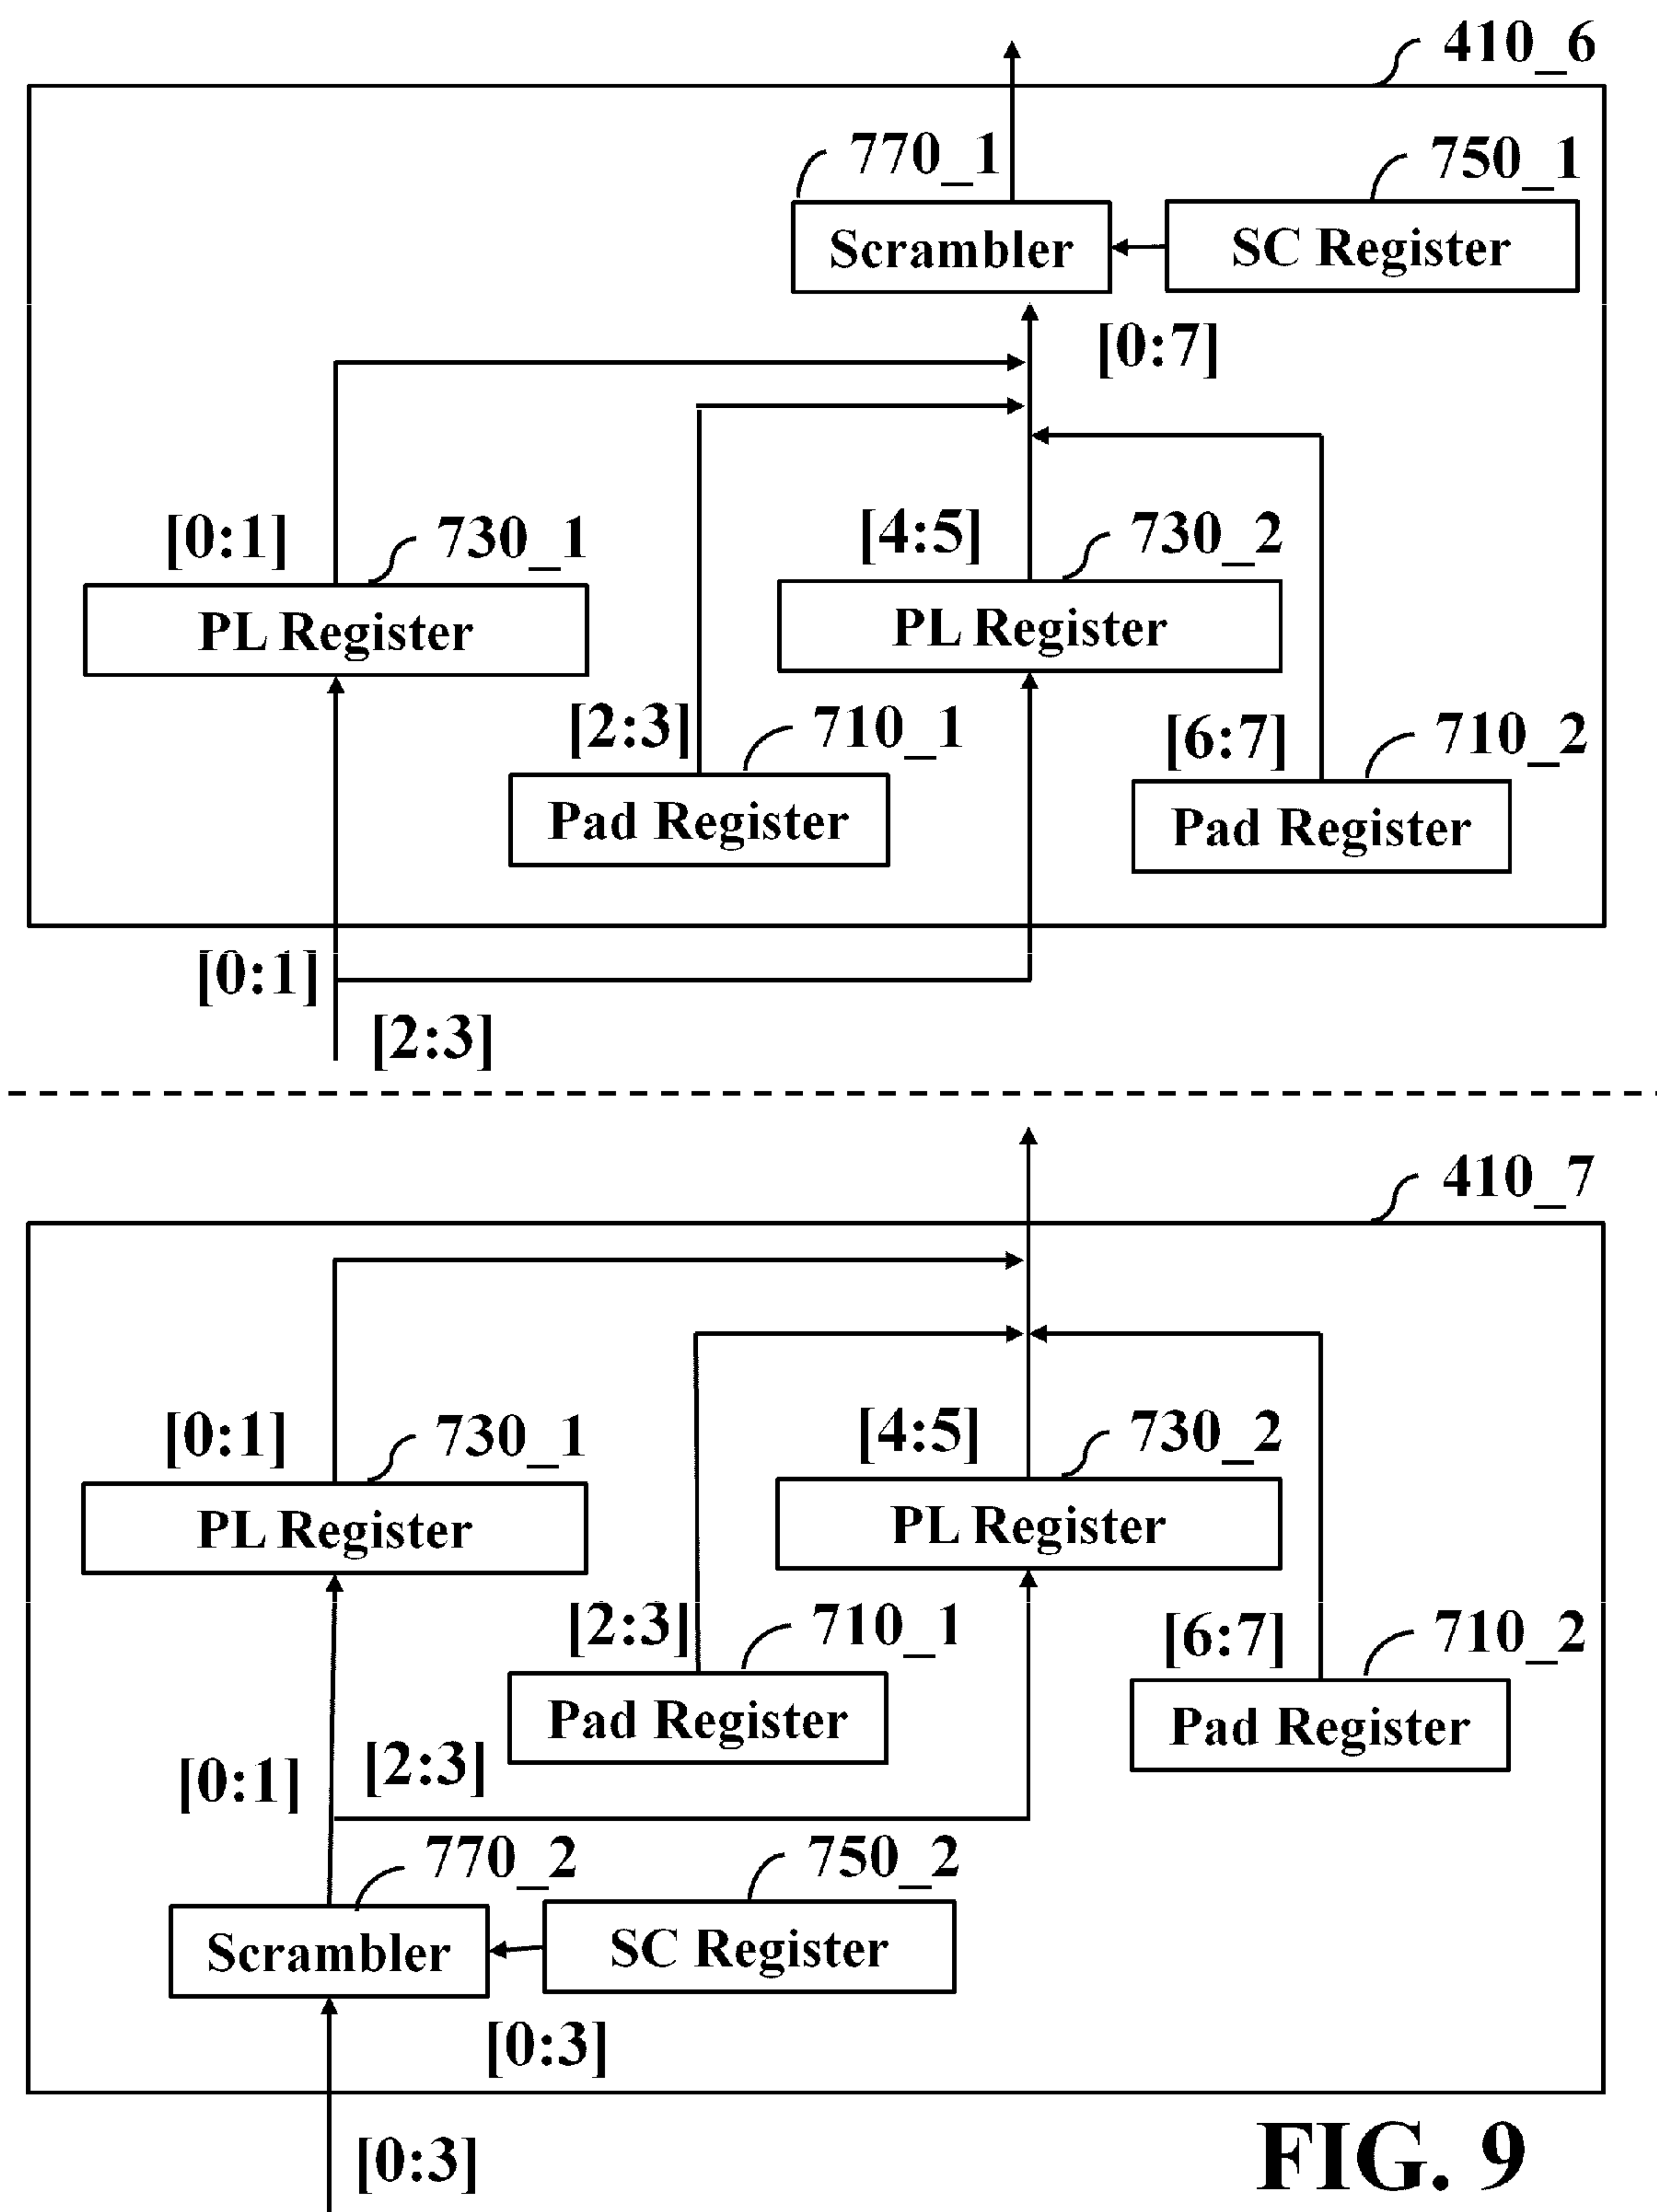 410_6
770_1
750_1
Scrambler
SC Register
[0:7]
[0:1]
730_1
[4:5]
730_2
PL Register
PL Register
[2:3]
710_1
[6:7]
710_2
Pad Register
Pad Register
[0:1]
[2:3]
410_7
[0:1]
730_1
[4:5]
730_2
PL Register
PL Register
[2:3]
710_1
[6:7]
710_2
Pad Register
Pad Register
[0:1]
[2:3]
770_2
750_2
Scrambler
SC Register
[0:3]
[0:3]
FIG. 9